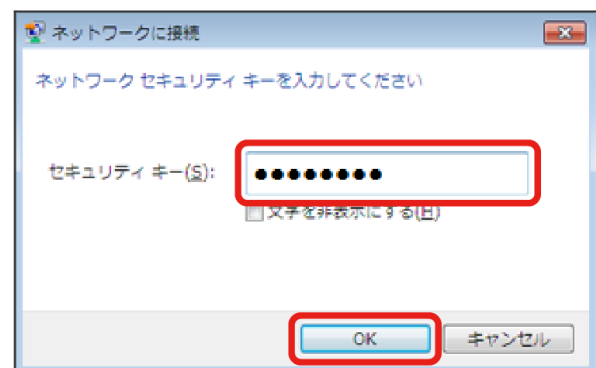 ネットワークに接続
ネットワーク セキュリティ キーを入力してください
セキュリティ キー(S): ●●●●●●●●
文字を非表示にする(H)
OK キャンセル